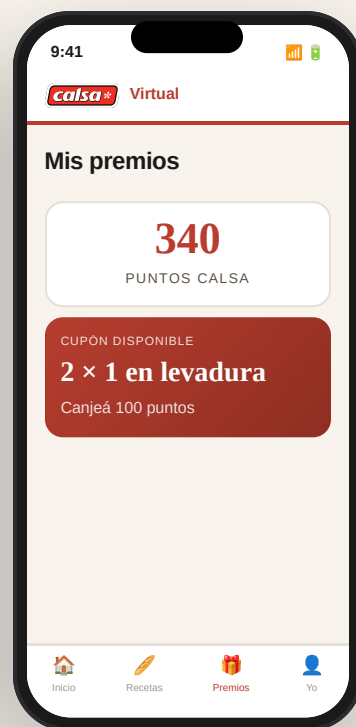 9:41
calsa
Virtual
Mis premios
340
PUNTOS CALSA
CUPÓN DISPONIBLE
2 × 1 en levadura
Canjeá 100 puntos
Inicio
Recetas
Premios
Yo